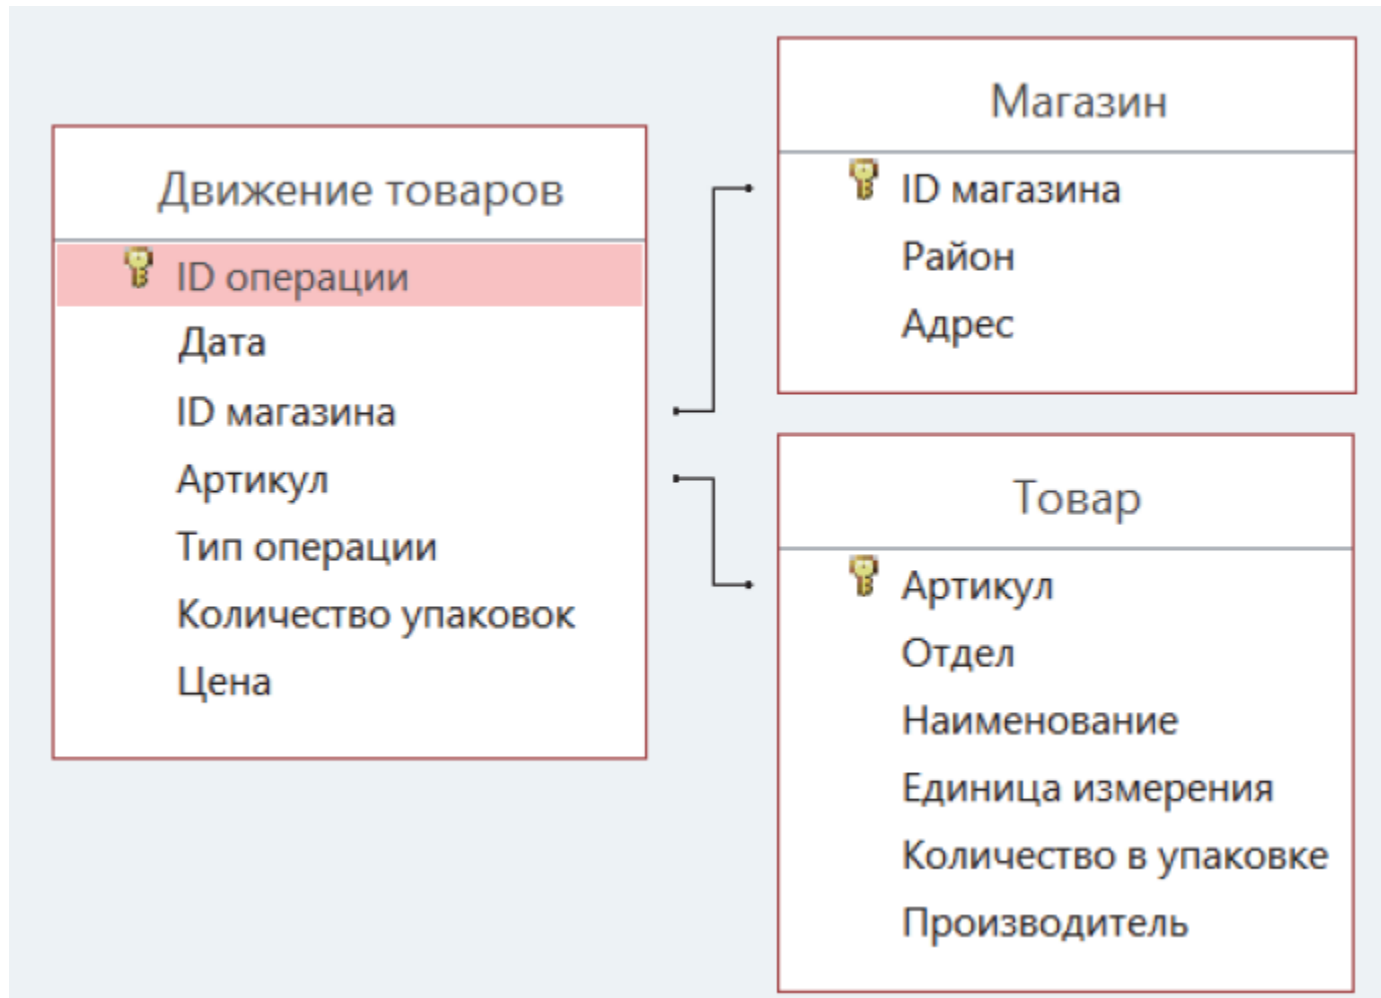 Движение товаров
ID операции
Дата
ID магазина
Артикул
Тип операции
Количество упаковок
Цена
Магазин
ID магазина
Район
Адрес
Товар
Артикул
Отдел
Наименование
Единица измерения
Количество в упаковке
Производитель